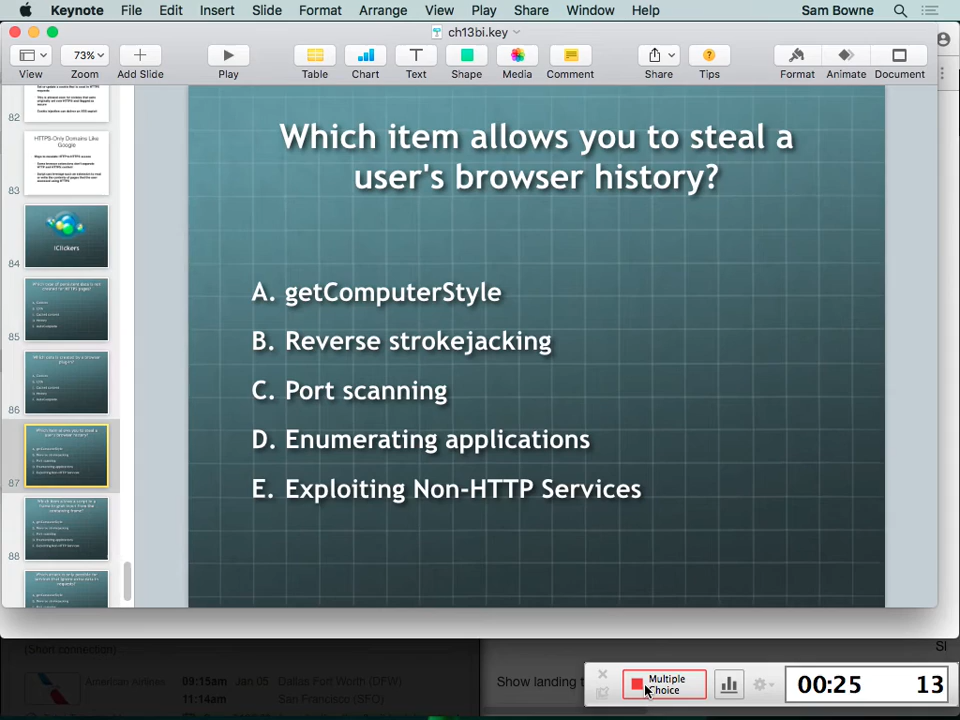 Keynote File Edit Insert Slide Format Arrange View Play Share Window Help Sam Bowne
ch13bi.key
73%
View Zoom Add Slide Play Table Chart Text Shape Media Comment Share Tips Format Animate Document
82
HTTPS-Only Domains Like
Google
83
iClickers
84
85
86
87
88
Which item allows you to steal a
user's browser history?
A. getComputerStyle
B. Reverse strokejacking
C. Port scanning
D. Enumerating applications
E. Exploiting Non-HTTP Services
(Short connection)
American Airlines 09:15am Jan 05 Dallas Fort Worth (DFW)
11:14am San Francisco (SFO)
Show landing
Multiple
Choice
00:25 13